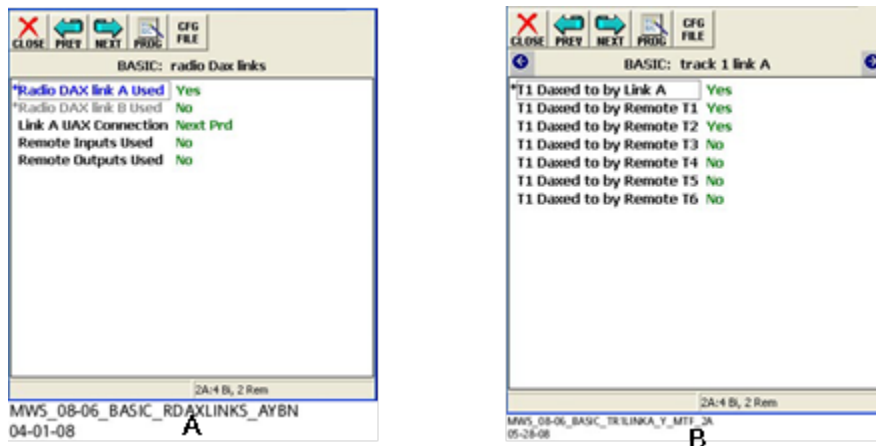 CLOSE PREV NEXT PROG CFG FILE
BASIC: radio Dax links
*Radio DAX link A Used Yes
*Radio DAX link B Used No
Link A UAX Connection Next Prd
Remote Inputs Used No
Remote Outputs Used No
2A:4 Bi, 2 Rem
MWS_08-06_BASIC_RDAXLINKS_AYBN
04-01-08
A
CLOSE PREV NEXT PROG CFG FILE
BASIC: track 1 link A
*T1 Daxed to by Link A Yes
T1 Daxed to by Remote T1 Yes
T1 Daxed to by Remote T2 Yes
T1 Daxed to by Remote T3 No
T1 Daxed to by Remote T4 No
T1 Daxed to by Remote T5 No
T1 Daxed to by Remote T6 No
2A:4 Bi, 2 Rem
MWS_08-06_BASIC_TR1LINKA_Y_MTF_2A
05-28-08
B